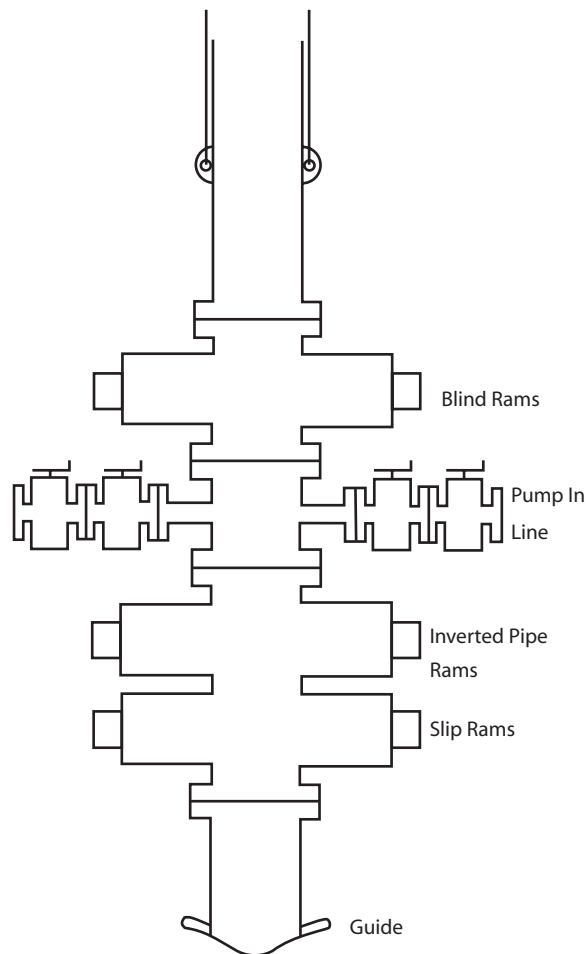 Blind Rams
Pump In
Line
Inverted Pipe
Rams
Slip Rams
Guide